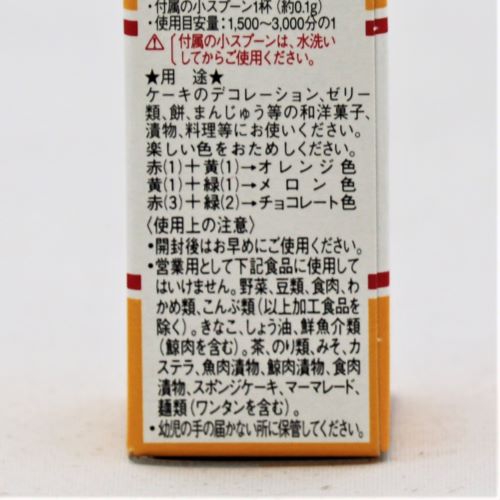 ・付属の小スプーン1杯(約0.1g)
・使用目安量:1,500〜3,000分の1
⚠(付属の小スプーンは、水洗い
してからご使用ください。)
★用 途★
ケーキのデコレーション、ゼリー
類、餅、まんじゅう等の和洋菓子、
漬物、料理等にお使いください。
楽しい色をおためしください。
赤(1)+黄(1)→オレンジ色
黄(1)+緑(1)→メロン色
赤(3)+緑(2)→チョコレート色
〈使用上の注意〉
•開封後はお早めにご使用ください。
•営業用として下記食品に使用して
はいけません。野菜、豆類、食肉、わ
かめ類、こんぶ類(以上加工食品を
除く)。きなこ、しょう油、鮮魚介類
(鯨肉を含む)。茶、のり類、みそ、カ
ステラ、魚肉漬物、鯨肉漬物、食肉
漬物、スポンジケーキ、マーマレード、
麺類(ワンタンを含む)。
•幼児の手の届かない所に保管してください。